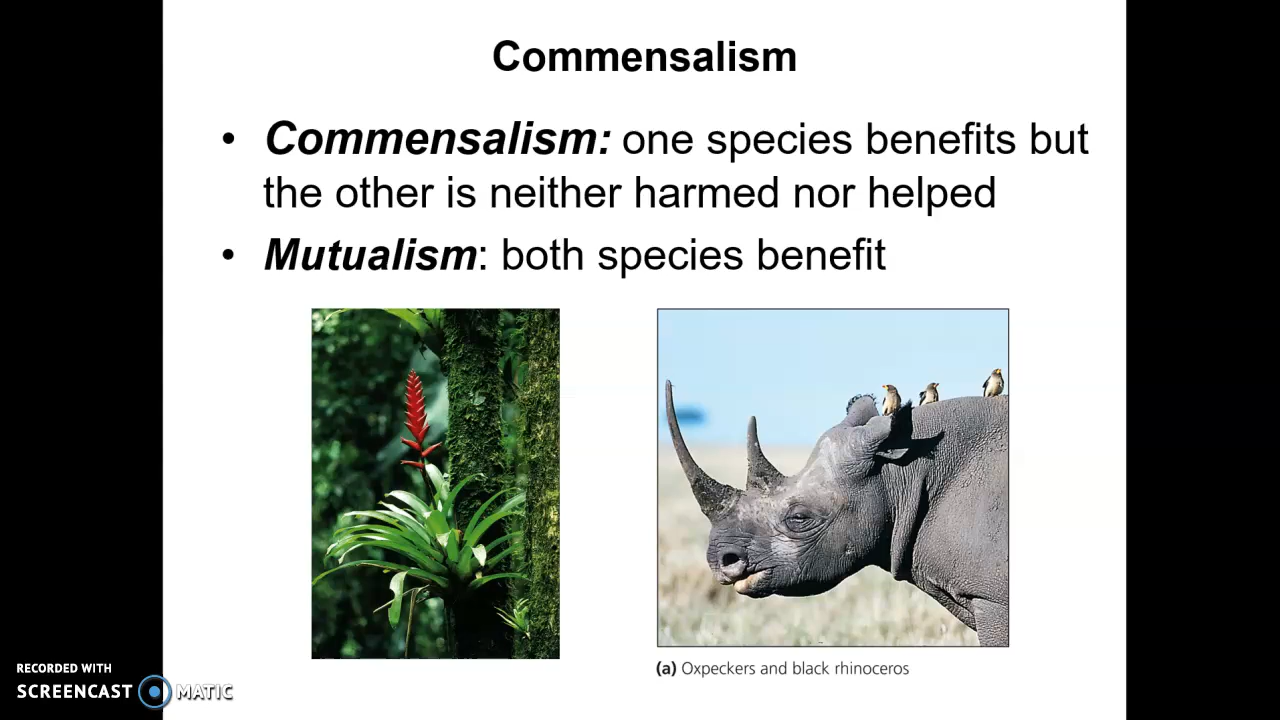 Commensalism
• Commensalism: one species benefits but
the other is neither harmed nor helped
• Mutualism: both species benefit
(a) Oxpeckers and black rhinoceros
RECORDED WITH
SCREENCAST MATIC